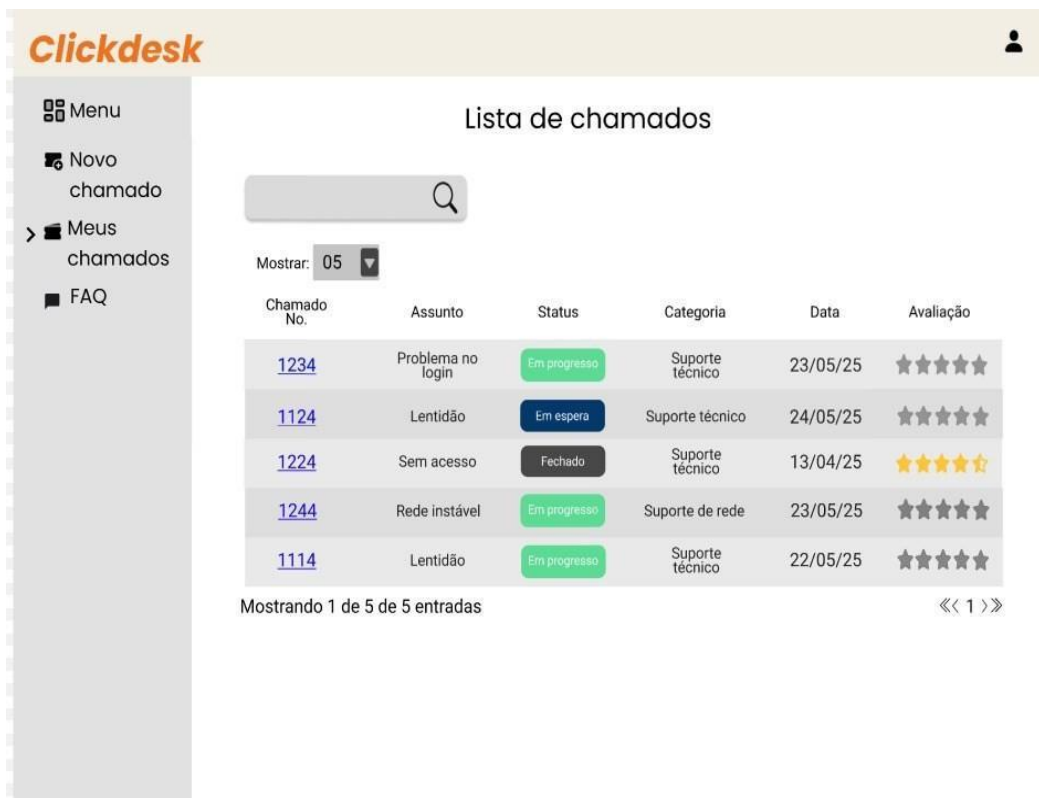 Clickdesk
Menu
Novo
chamado
Meus
chamados
FAQ
Lista de chamados
Mostrar: 05
Chamado No. Assunto Status Categoria Data Avaliação
1234 Problema no login Em progresso Suporte técnico 23/05/25
1124 Lentidão Em espera Suporte técnico 24/05/25
1224 Sem acesso Fechado Suporte técnico 13/04/25
1244 Rede instável Em progresso Suporte de rede 23/05/25
1114 Lentidão Em progresso Suporte técnico 22/05/25
Mostrando 1 de 5 de 5 entradas
«< 1 >»